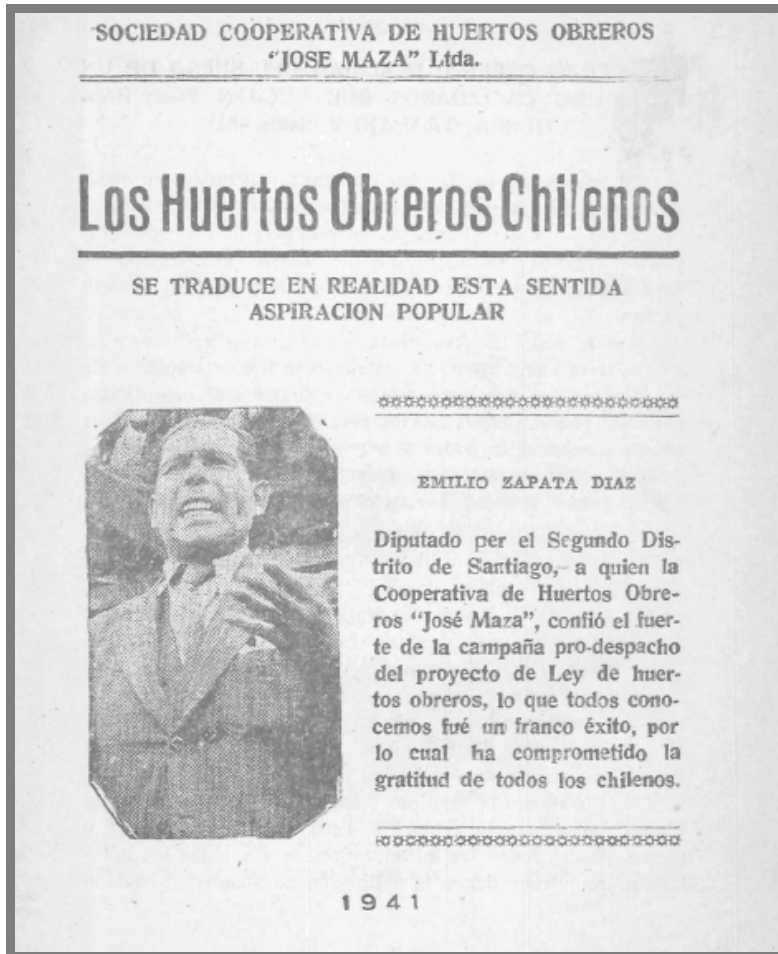 SOCIEDAD COOPERATIVA DE HUERTOS OBREROS
"JOSE MAZA" Ltda.
Los Huertos Obreros Chilenos
SE TRADUCE EN REALIDAD ESTA SENTIDA
ASPIRACION POPULAR
EMILIO ZAPATA DIAZ
Diputado per el Segundo Dis-
trito de Santiago, a quien la
Cooperativa de Huertos Obre-
ros "José Maza", confió el fuer-
te de la campaña pro-despacho
del proyecto de Ley de huer-
tos obreros, lo que todos cono-
cemos fué un franco éxito, por
lo cual ha comprometido la
gratitud de todos los chilenos.
1941